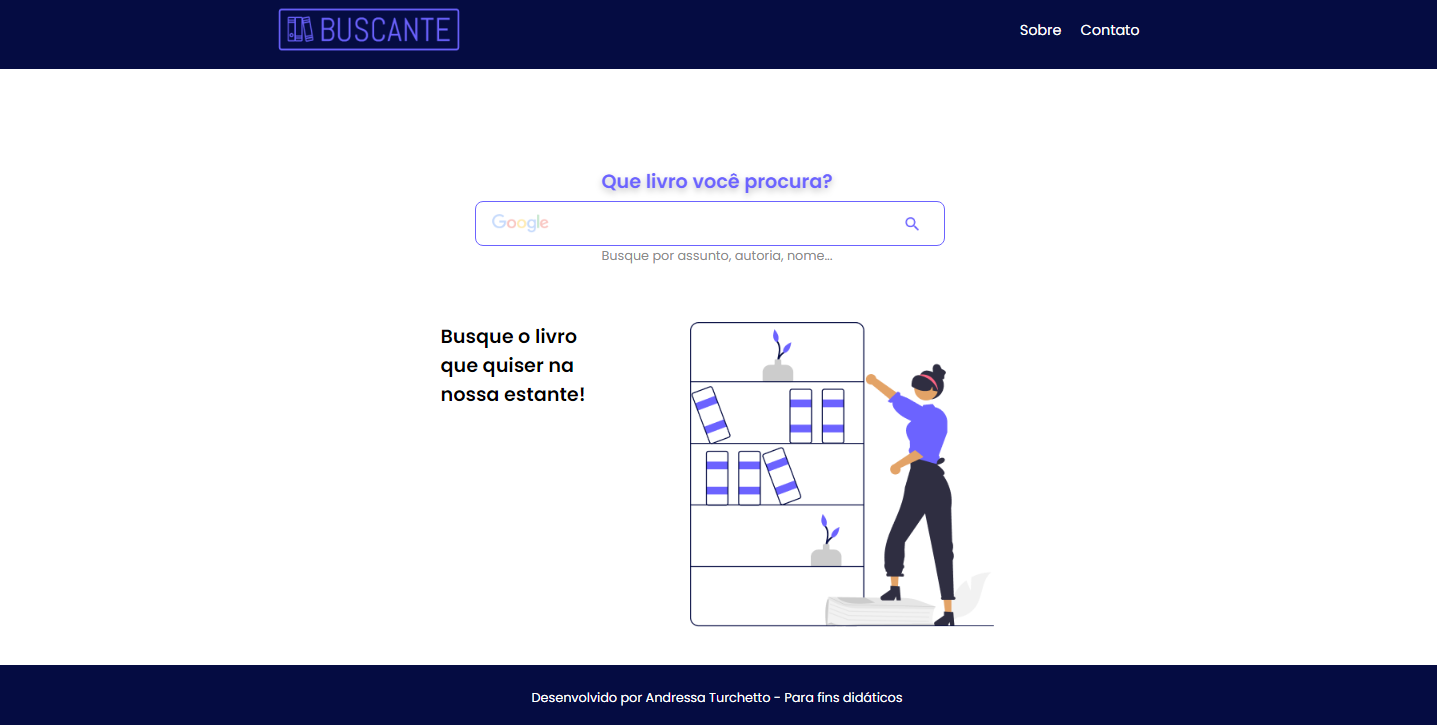 BUSCANTE
Sobre Contato
Que livro você procura?
Google
Busque por assunto, autoria, nome...
Busque o livro
que quiser na
nossa estante!
Desenvolvido por Andressa Turchetto - Para fins didáticos